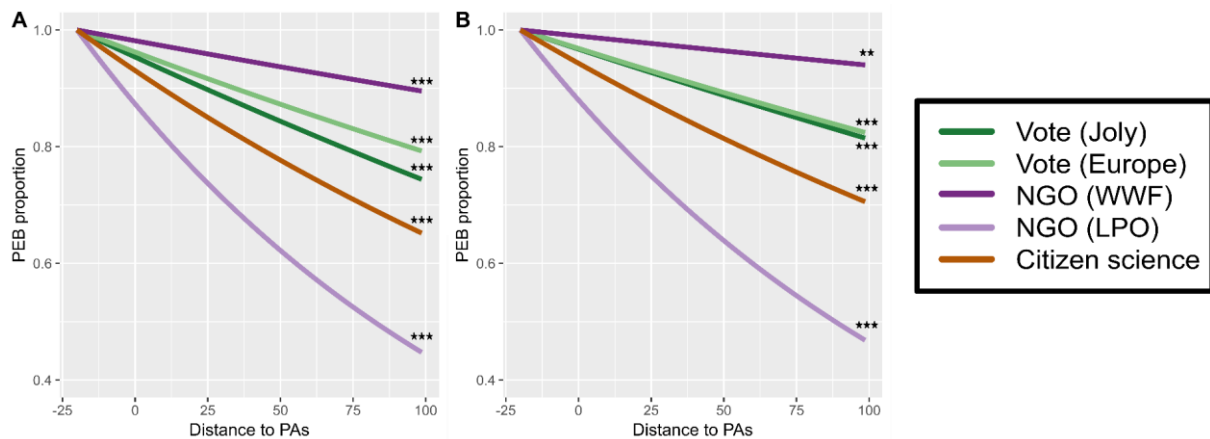 A
PEB proportion
1.0
0.8
0.6
0.4
-25
0
25
50
75
100
Distance to PAs
★★★
★★★
★★★
★★★
★★★
B
PEB proportion
1.0
0.8
0.6
0.4
-25
0
25
50
75
100
Distance to PAs
★★
★★★
★★★
★★★
★★★
Vote (Joly)
Vote (Europe)
NGO (WWF)
NGO (LPO)
Citizen science